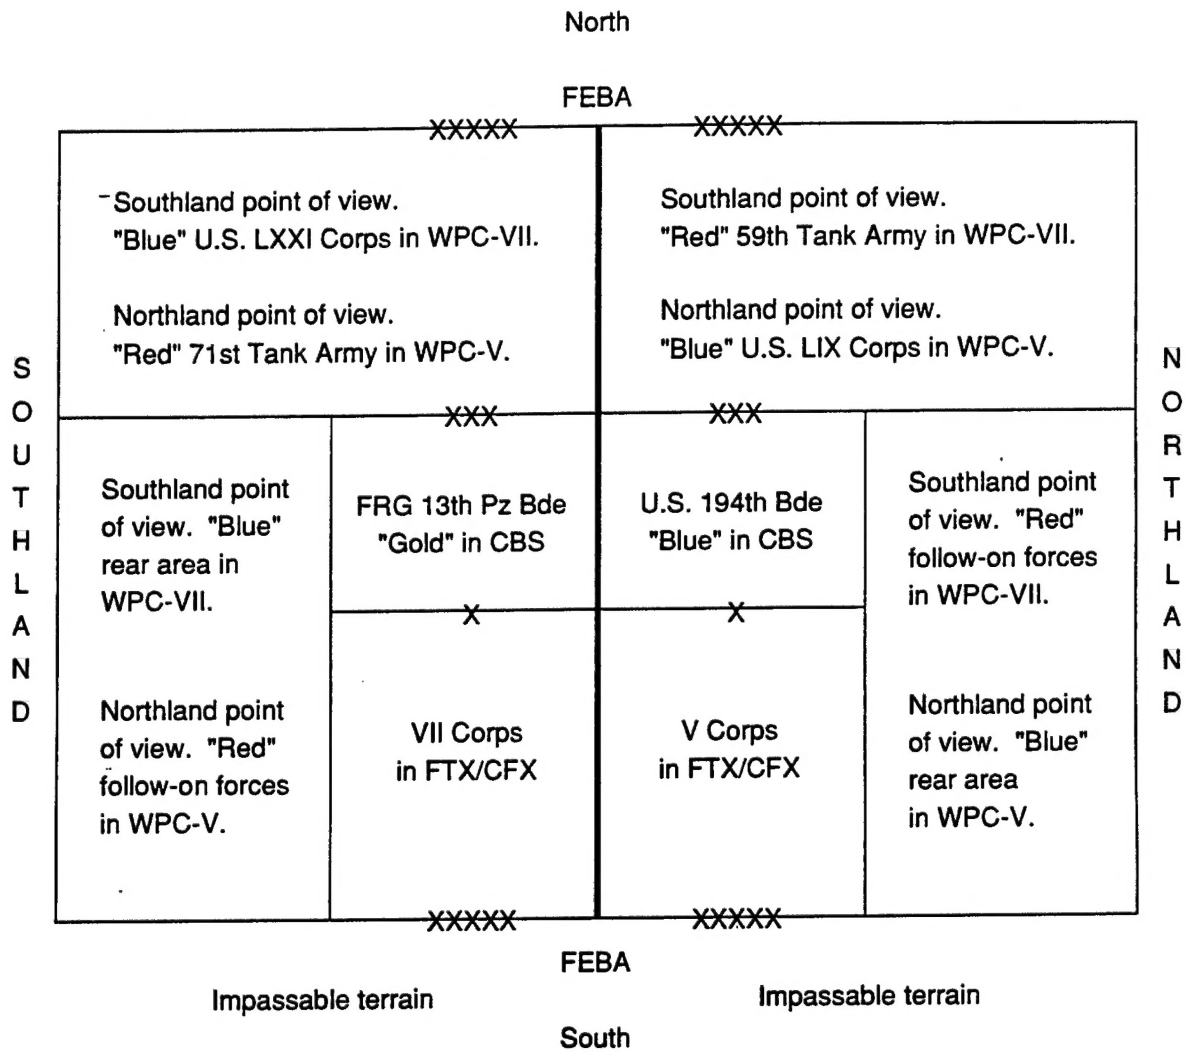 North
FEBA
XXXXX
XXXXX
Southland point of view.
"Blue" U.S. LXXI Corps in WPC-VII.
Northland point of view.
"Red" 71st Tank Army in WPC-V.
Southland point of view.
"Red" 59th Tank Army in WPC-VII.
Northland point of view.
"Blue" U.S. LIX Corps in WPC-V.
SOUTHLAND
NORTHLAND
XXX
XXX
Southland point
of view. "Blue"
rear area in
WPC-VII.
Northland point
of view. "Red"
follow-on forces
in WPC-V.
FRG 13th Pz Bde
"Gold" in CBS
U.S. 194th Bde
"Blue" in CBS
X
X
VII Corps
in FTX/CFX
V Corps
in FTX/CFX
Southland point
of view. "Red"
follow-on forces
in WPC-VII.
Northland point
of view. "Blue"
rear area
in WPC-V.
XXXXX
XXXXX
FEBA
Impassable terrain
Impassable terrain
South